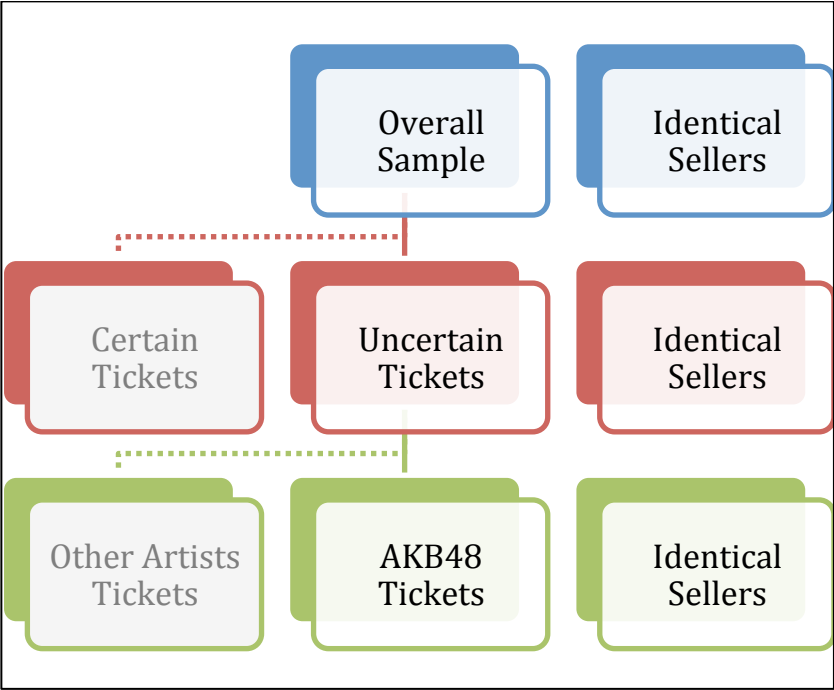 Overall
Sample
Identical
Sellers
Certain
Tickets
Uncertain
Tickets
Identical
Sellers
Other Artists
Tickets
AKB48
Tickets
Identical
Sellers